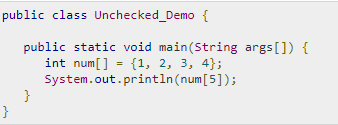 public class Unchecked_Demo {
public static void main(String args[]) {
int num[] = {1, 2, 3, 4};
System.out.println(num[5]);
}
}